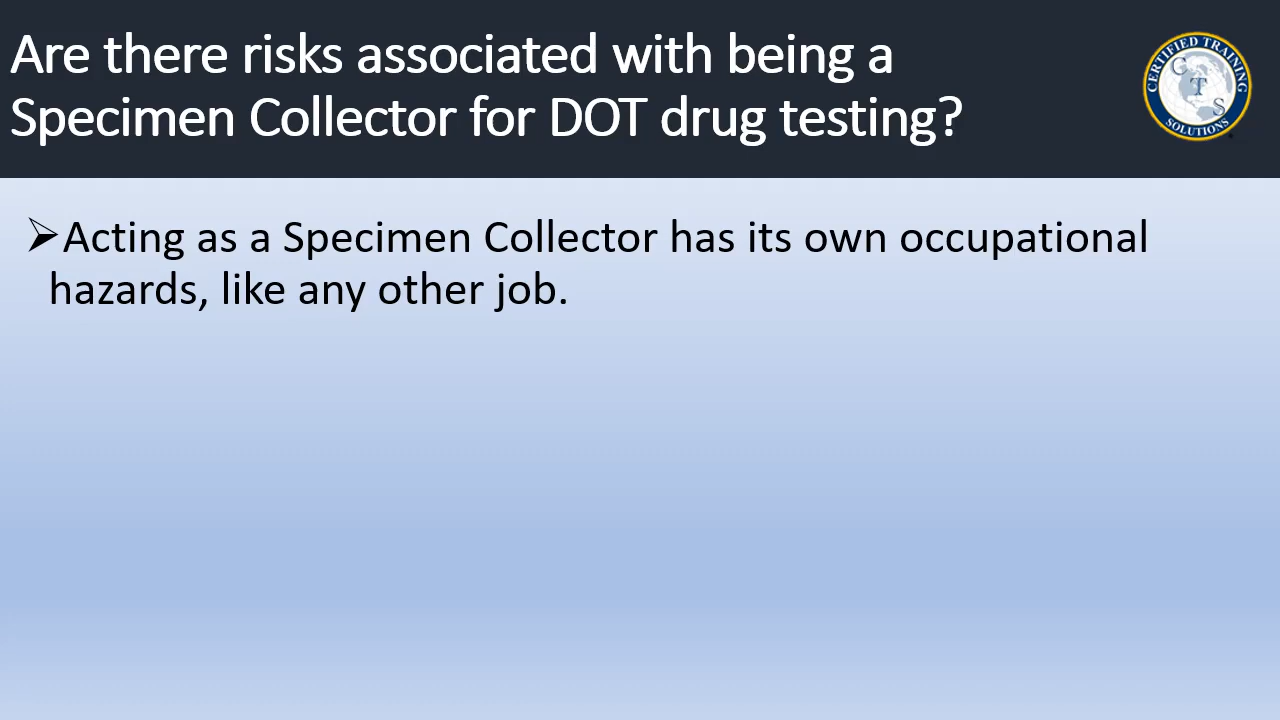 Are there risks associated with being a
Specimen Collector for DOT drug testing?
CERTIFIED TRAINING
C T S
SOLUTIONS
➢Acting as a Specimen Collector has its own occupational
hazards, like any other job.